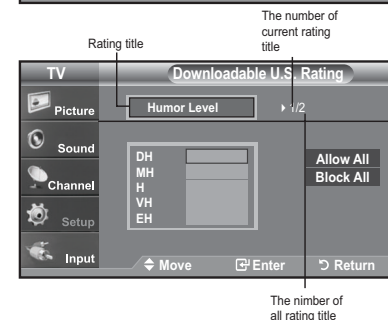 The number of
current rating
title
Rating title
TV
Downloadable U.S. Rating
Picture
Humor Level
1/2
Sound
DH
Allow All
MH
Block All
Channel
H
VH
Setup
EH
Input
Move
Enter
Return
The nimber of
all rating title